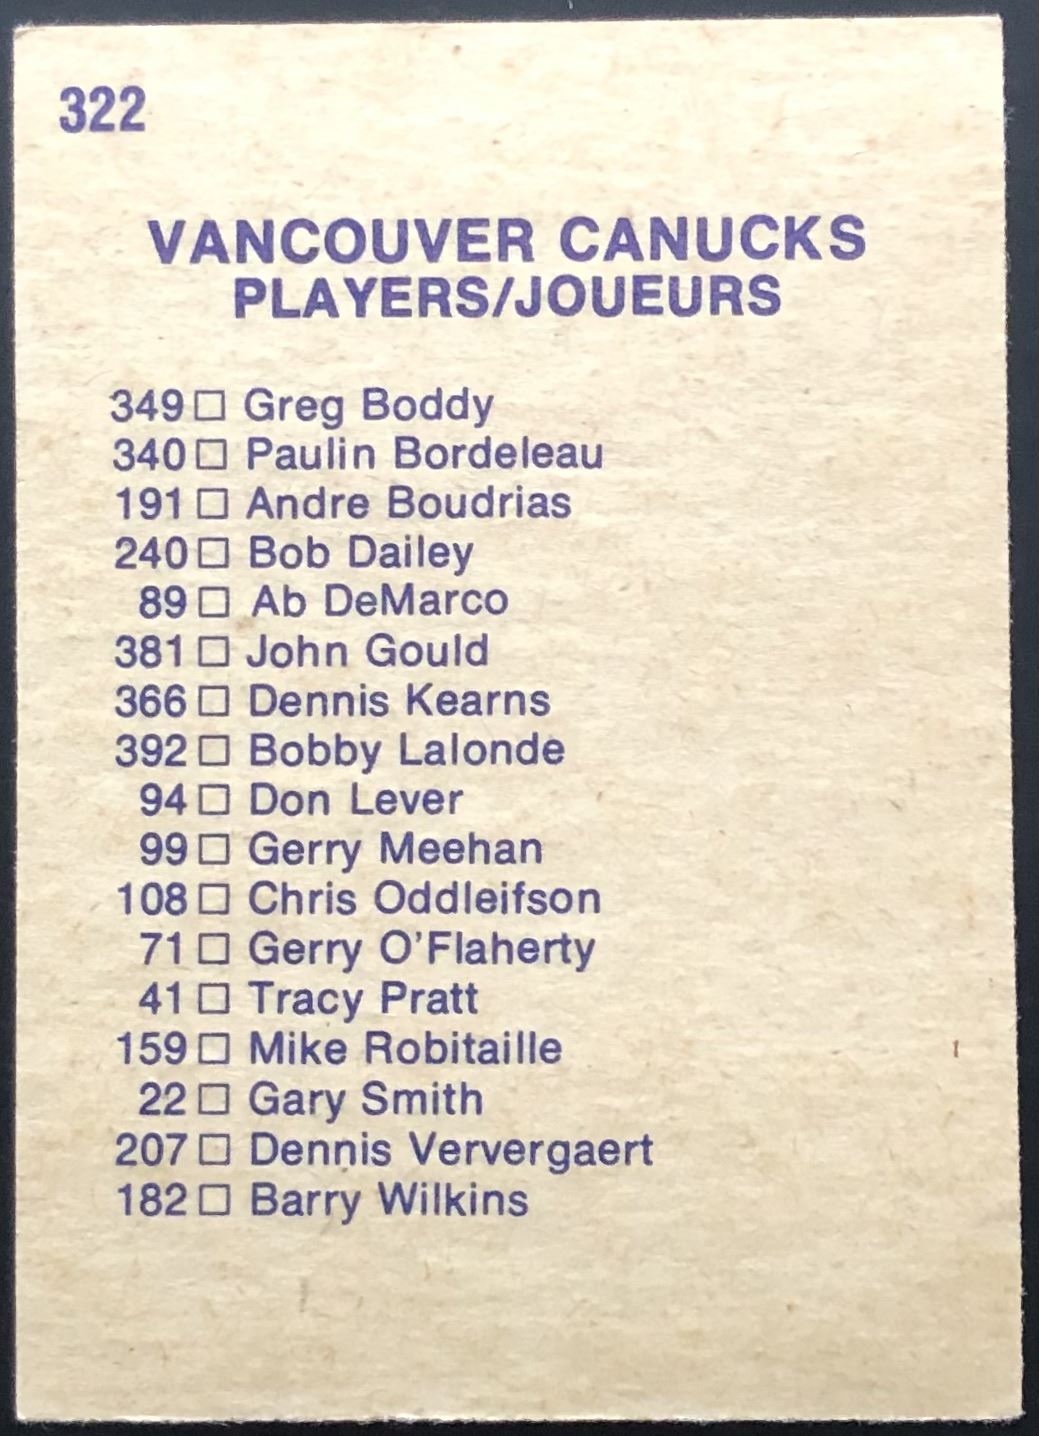 322
VANCOUVER CANUCKS
PLAYERS/JOUEURS
349 □ Greg Boddy
340 □ Paulin Bordeleau
191 □ Andre Boudrias
240 □ Bob Dailey
89 □ Ab DeMarco
381 □ John Gould
366 □ Dennis Kearns
392 □ Bobby Lalonde
94 □ Don Lever
99 □ Gerry Meehan
108 □ Chris Oddleifson
71 □ Gerry O'Flaherty
41 □ Tracy Pratt
159 □ Mike Robitaille
22 □ Gary Smith
207 □ Dennis Ververgaert
182 □ Barry Wilkins